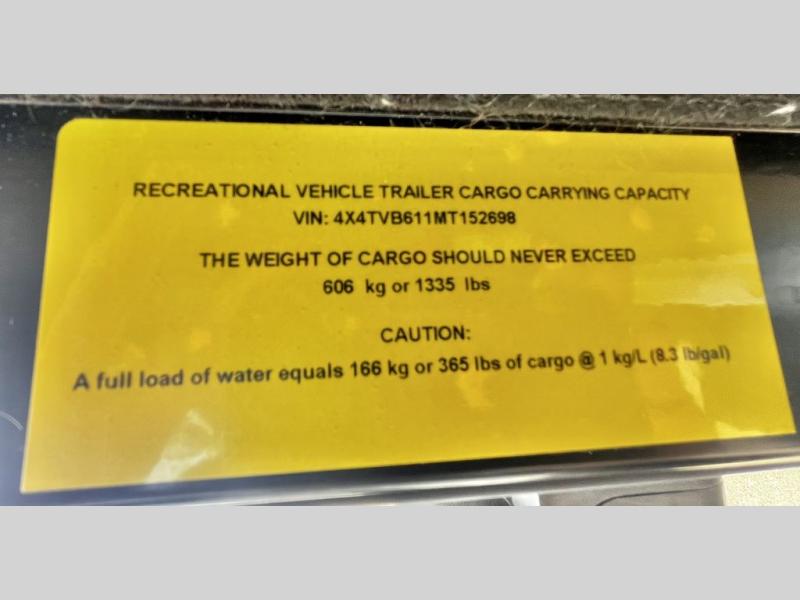 RECREATIONAL VEHICLE TRAILER CARGO CARRYING CAPACITY
VIN: 4X4TVB611MT152698
THE WEIGHT OF CARGO SHOULD NEVER EXCEED
606 kg or 1335 lbs
CAUTION:
A full load of water equals 166 kg or 365 lbs of cargo @ 1 kg/L (8.3 lb/gal)